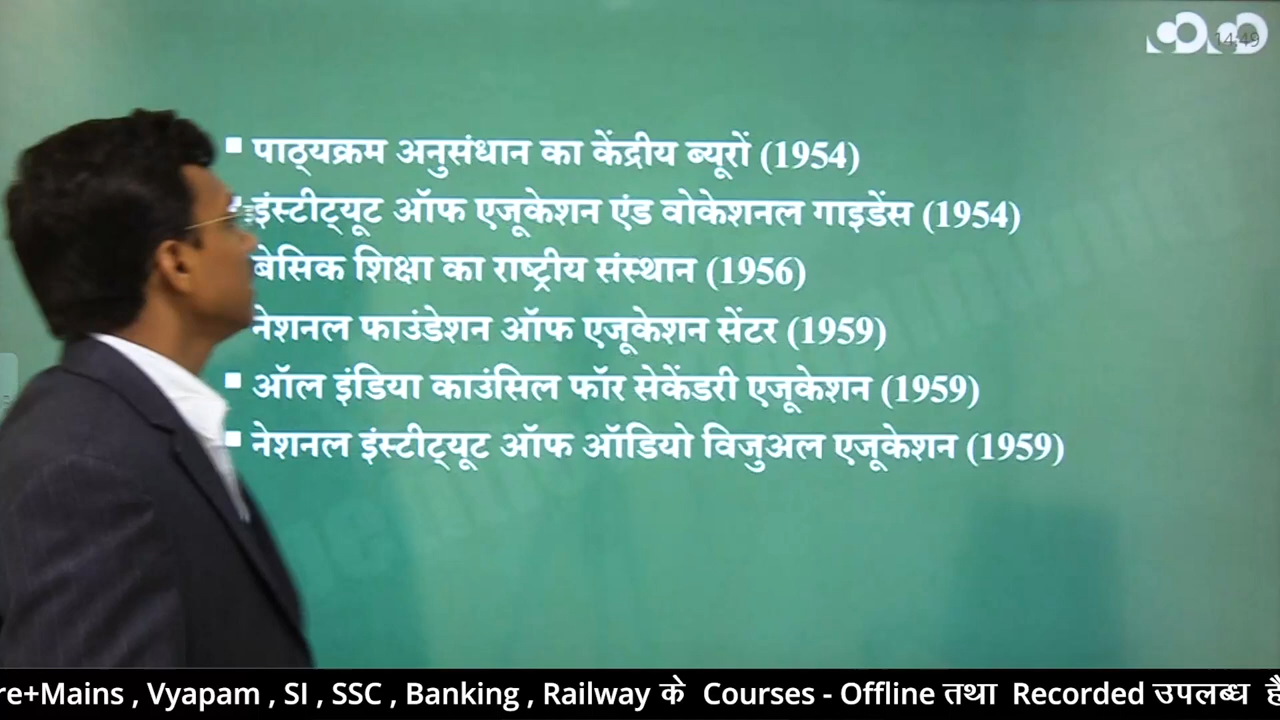 14:49
▪ पाठ्यक्रम अनुसंधान का केंद्रीय ब्यूरों (1954)
इंस्टीट्यूट ऑफ एजूकेशन एंड वोकेशनल गाइडेंस (1954)
बेसिक शिक्षा का राष्ट्रीय संस्थान (1956)
नेशनल फाउंडेशन ऑफ एजूकेशन सेंटर (1959)
▪ ऑल इंडिया काउंसिल फॉर सेकेंडरी एजूकेशन (1959)
▪ नेशनल इंस्टीट्यूट ऑफ ऑडियो विजुअल एजूकेशन (1959)
re+Mains , Vyapam , SI , SSC , Banking , Railway के Courses - Offline तथा Recorded उपलब्ध है